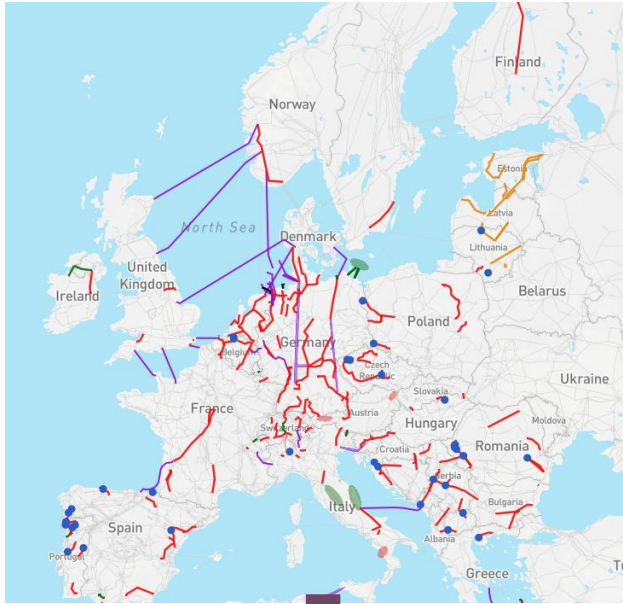 Finland
Norway
Estonia
North Sea
Latvia
Denmark
Lithuania
United
Kingdom
Ireland
Belarus
Poland
Germany
Belgium
Czech
Republic
Ukraine
Slovakia
France
Austria
Moldova
Switzerland
Hungary
Croatia
Romania
Serbia
Italy
Bulgaria
Spain
Portugal
Albania
Greece
Tu